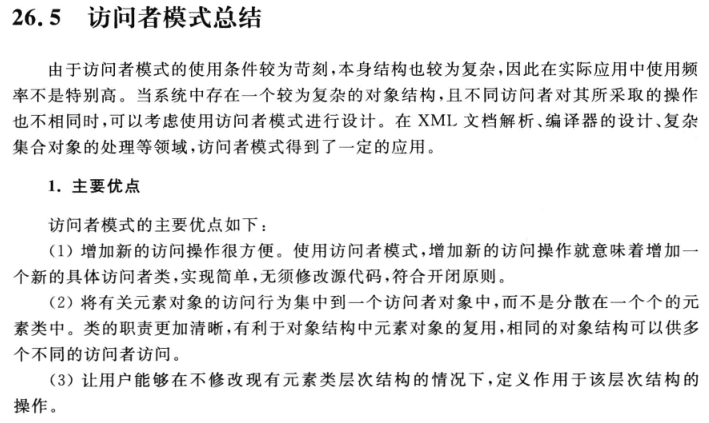 26.5 访问者模式总结
由于访问者模式的使用条件较为苛刻,本身结构也较为复杂,因此在实际应用中使用频
率不是特别高。当系统中存在一个较为复杂的对象结构,且不同访问者对其所采取的操作
也不相同时,可以考虑使用访问者模式进行设计。在 XML 文档解析、编译器的设计、复杂
集合对象的处理等领域,访问者模式得到了一定的应用。
1. 主要优点
访问者模式的主要优点如下:
(1) 增加新的访问操作很方便。使用访问者模式,增加新的访问操作就意味着增加一
个新的具体访问者类,实现简单,无须修改源代码,符合开闭原则。
(2) 将有关元素对象的访问行为集中到一个访问者对象中,而不是分散在一个个的元
素类中。类的职责更加清晰,有利于对象结构中元素对象的复用,相同的对象结构可以供多
个不同的访问者访问。
(3) 让用户能够在不修改现有元素类层次结构的情况下,定义作用于该层次结构的
操作。